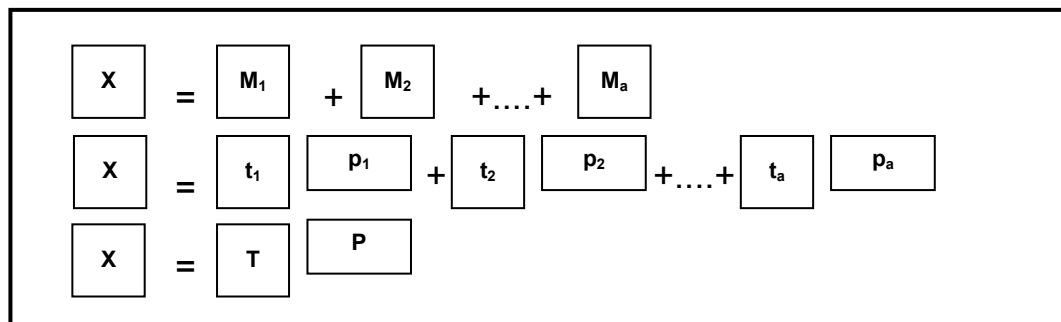 X = M₁ + M₂ +....+ Mₐ
X = t₁ p₁ + t₂ p₂ +....+ tₐ pₐ
X = T P